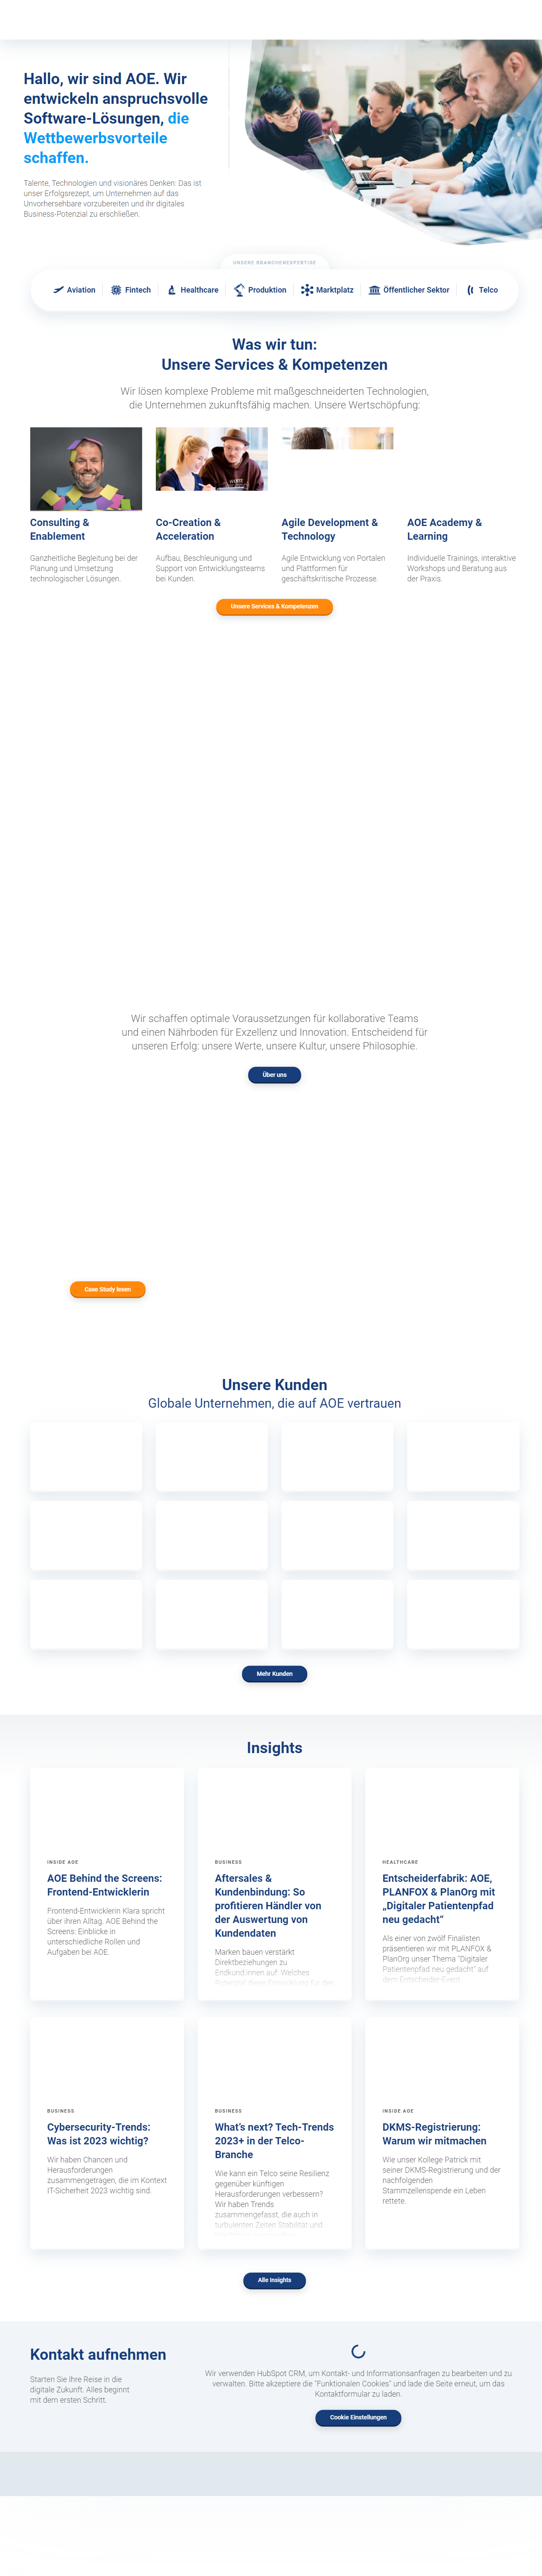 Hallo, wir sind AOE. Wir
entwickeln anspruchsvolle
Software-Lösungen, die
Wettbewerbsvorteile
schaffen.
Talente, Technologien und visionäres Denken: Das ist
unser Erfolgsrezept, um Unternehmen auf das
Unvorhersehbare vorzubereiten und ihr digitales
Business-Potenzial zu erschließen.
UNSERE BRANCHENEXPERTISE
Aviation
Fintech
Healthcare
Produktion
Marktplatz
Öffentlicher Sektor
Telco
Was wir tun:
Unsere Services & Kompetenzen
Wir lösen komplexe Probleme mit maßgeschneiderten Technologien,
die Unternehmen zukunftsfähig machen. Unsere Wertschöpfung:
Consulting &
Enablement
Ganzheitliche Begleitung bei der
Planung und Umsetzung
technologischer Lösungen.
Co-Creation &
Acceleration
Aufbau, Beschleunigung und
Support von Entwicklungsteams
bei Kunden.
Agile Development &
Technology
Agile Entwicklung von Portalen
und Plattformen für
geschäftskritische Prozesse.
AOE Academy &
Learning
Individuelle Trainings, interaktive
Workshops und Beratung aus
der Praxis.
Unsere Services & Kompetenzen
Wir schaffen optimale Voraussetzungen für kollaborative Teams
und einen Nährboden für Exzellenz und Innovation. Entscheidend für
unseren Erfolg: unsere Werte, unsere Kultur, unsere Philosophie.
Über uns
Case Study lesen
Unsere Kunden
Globale Unternehmen, die auf AOE vertrauen
Mehr Kunden
Insights
INSIDE AOE
AOE Behind the Screens:
Frontend-Entwicklerin
Frontend-Entwicklerin Klara spricht
über ihren Alltag. AOE Behind the
Screens: Einblicke in
unterschiedliche Rollen und
Aufgaben bei AOE.
BUSINESS
Aftersales &
Kundenbindung: So
profitieren Händler von
der Auswertung von
Kundendaten
Marken bauen verstärkt
Direktbeziehungen zu
Endkund:innen auf. Welches
Potenzial diese Entwicklung für den
HEALTHCARE
Entscheiderfabrik: AOE,
PLANFOX & PlanOrg mit
„Digitaler Patientenpfad
neu gedacht“
Als einer von zwölf Finalisten
präsentieren wir mit PLANFOX &
PlanOrg unser Thema "Digitaler
Patientenpfad neu gedacht" auf
dem Entscheider-Event.
BUSINESS
Cybersecurity-Trends:
Was ist 2023 wichtig?
Wir haben Chancen und
Herausforderungen
zusammengetragen, die im Kontext
IT-Sicherheit 2023 wichtig sind.
BUSINESS
What’s next? Tech-Trends
2023+ in der Telco-
Branche
Wie kann ein Telco seine Resilienz
gegenüber künftigen
Herausforderungen verbessern?
Wir haben Trends
zusammengefasst, die auch in
turbulenten Zeiten Stabilität und
INSIDE AOE
DKMS-Registrierung:
Warum wir mitmachen
Wie unser Kollege Patrick mit
seiner DKMS-Registrierung und der
nachfolgenden
Stammzellenspende ein Leben
rettete.
Alle Insights
Kontakt aufnehmen
Starten Sie Ihre Reise in die
digitale Zukunft. Alles beginnt
mit dem ersten Schritt.
Wir verwenden HubSpot CRM, um Kontakt- und Informationsanfragen zu bearbeiten und zu
verwalten. Bitte akzeptiere die "Funktionalen Cookies" und lade die Seite erneut, um das
Kontaktformular zu laden.
Cookie Einstellungen